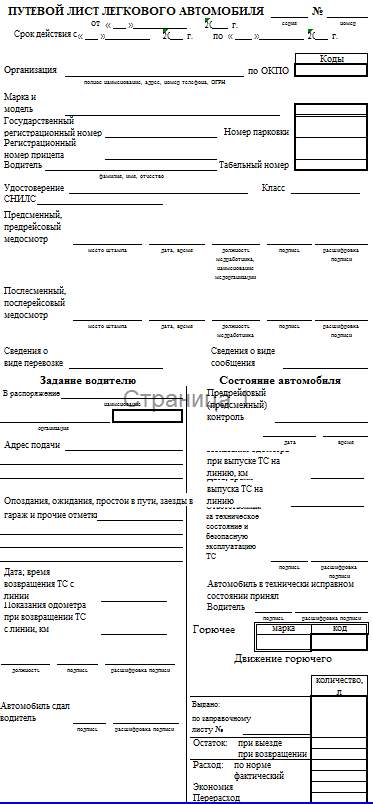 ПУТЕВОЙ ЛИСТ ЛЕГКОВОГО АВТОМОБИЛЯ №
от « » 20 г. серия номер
Срок действия с « » 20 г. по « » 20 г.
Коды
Организация по ОКПО
полное наименование, адрес, номер телефона, ОГРН
Марка и
модель
Государственный
регистрационный номер Номер парковки
Регистрационный
номер прицепа
Водитель Табельный номер
фамилия, имя, отчество
Удостоверение Класс
СНИЛС
Предсменный,
предрейсовый
медосмотр
место штампа дата, время должность медработника, наименование медорганизации подпись расшифровка подписи
Послесменный,
послерейсовый
медосмотр
место штампа дата, время должность медработника подпись расшифровка подписи
Сведения о
виде перевозке
Сведения о виде
сообщения
Задание водителю
В распоряжение
наименование
организация
Адрес подачи
Опоздания, ожидания, простои в пути, заезды в
гараж и прочие отметки
Дата; время
возвращения ТС с
линии
Показания одометра
при возвращении ТС
с линии, км
должность подпись расшифровка подписи
Автомобиль сдал
водитель
подпись расшифровка подписи
Состояние автомобиля
Предрейсовый
(предсменный)
контроль
дата время
при выпуске ТС на
линию, км
выпуска ТС на
линию
за техническое
состояние и
безопасную
эксплуатацию
ТС
подпись расшифровка подписи
Автомобиль в технически исправном
состоянии принял
Водитель
подпись расшифровка подписи
Горючее марка код
Движение горючего
количество,
л
Выдано:
по заправочному
листу №
Остаток: при выезде
при возвращении
Расход: по норме
фактический
Экономия
Перерасход
Страница 1